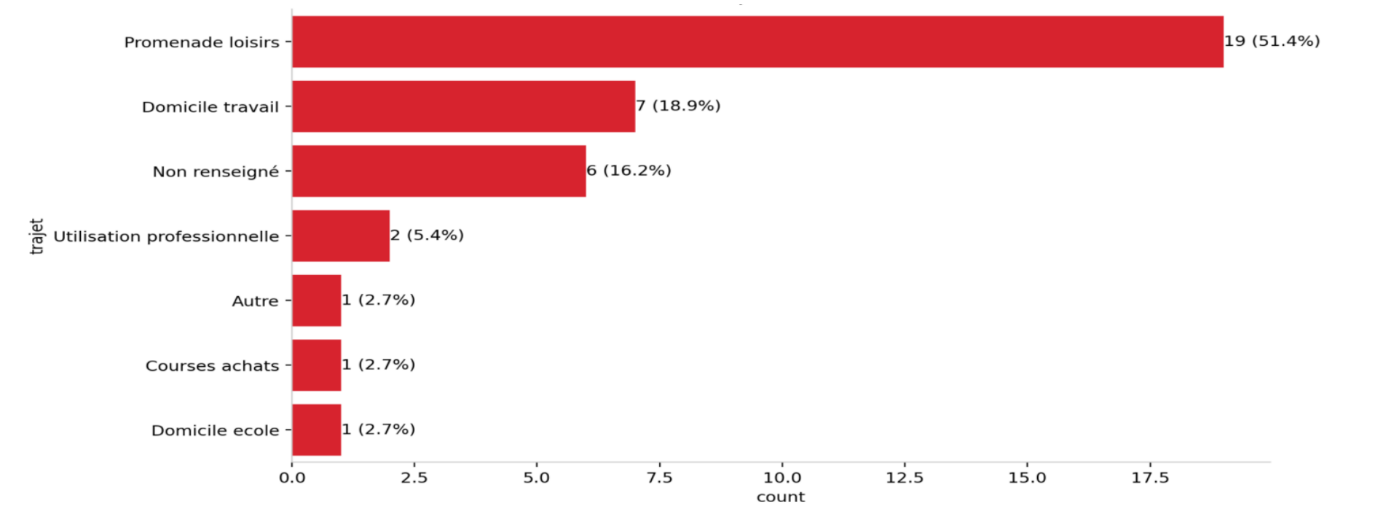 Promenade loisirs
19 (51.4%)
Domicile travail
7 (18.9%)
Non renseigné
6 (16.2%)
trajet
Utilisation professionnelle
2 (5.4%)
Autre
1 (2.7%)
Courses achats
1 (2.7%)
Domicile ecole
1 (2.7%)
0.0 2.5 5.0 7.5 10.0 12.5 15.0 17.5
count